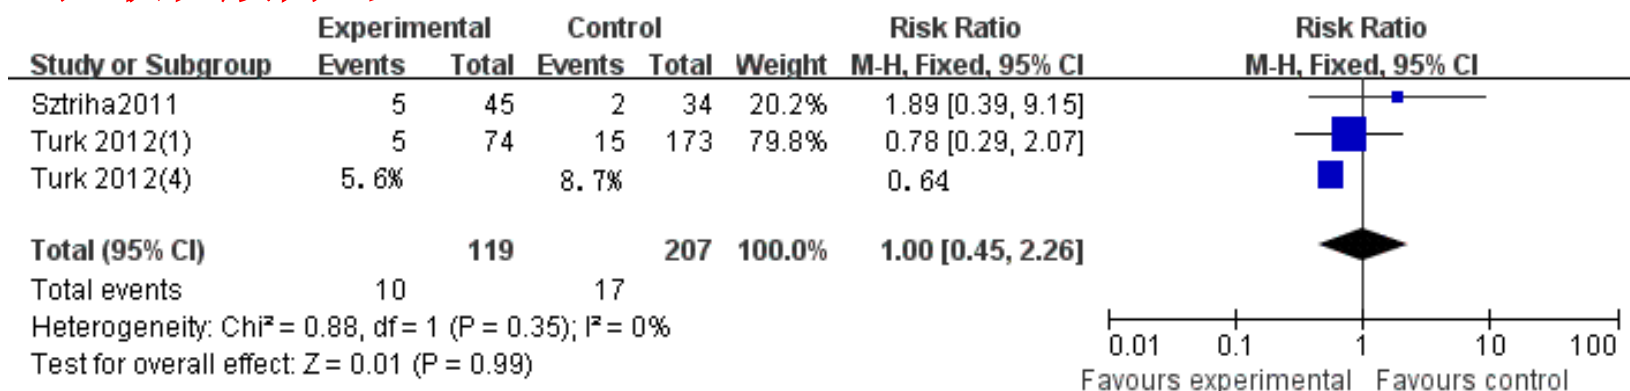 Experimental Control Risk Ratio Risk Ratio
Study or Subgroup Events Total Events Total Weight M-H, Fixed, 95% CI M-H, Fixed, 95% CI
Sztriha2011 5 45 2 34 20.2% 1.89 [0.39, 9.15]
Turk 2012(1) 5 74 15 173 79.8% 0.78 [0.29, 2.07]
Turk 2012(4) 5.6% 8.7% 0.64
Total (95% CI) 119 207 100.0% 1.00 [0.45, 2.26]
Total events 10 17
Heterogeneity: Chi² = 0.88, df = 1 (P = 0.35); I² = 0%
Test for overall effect: Z = 0.01 (P = 0.99)
0.01 0.1 1 10 100
Favours experimental Favours control